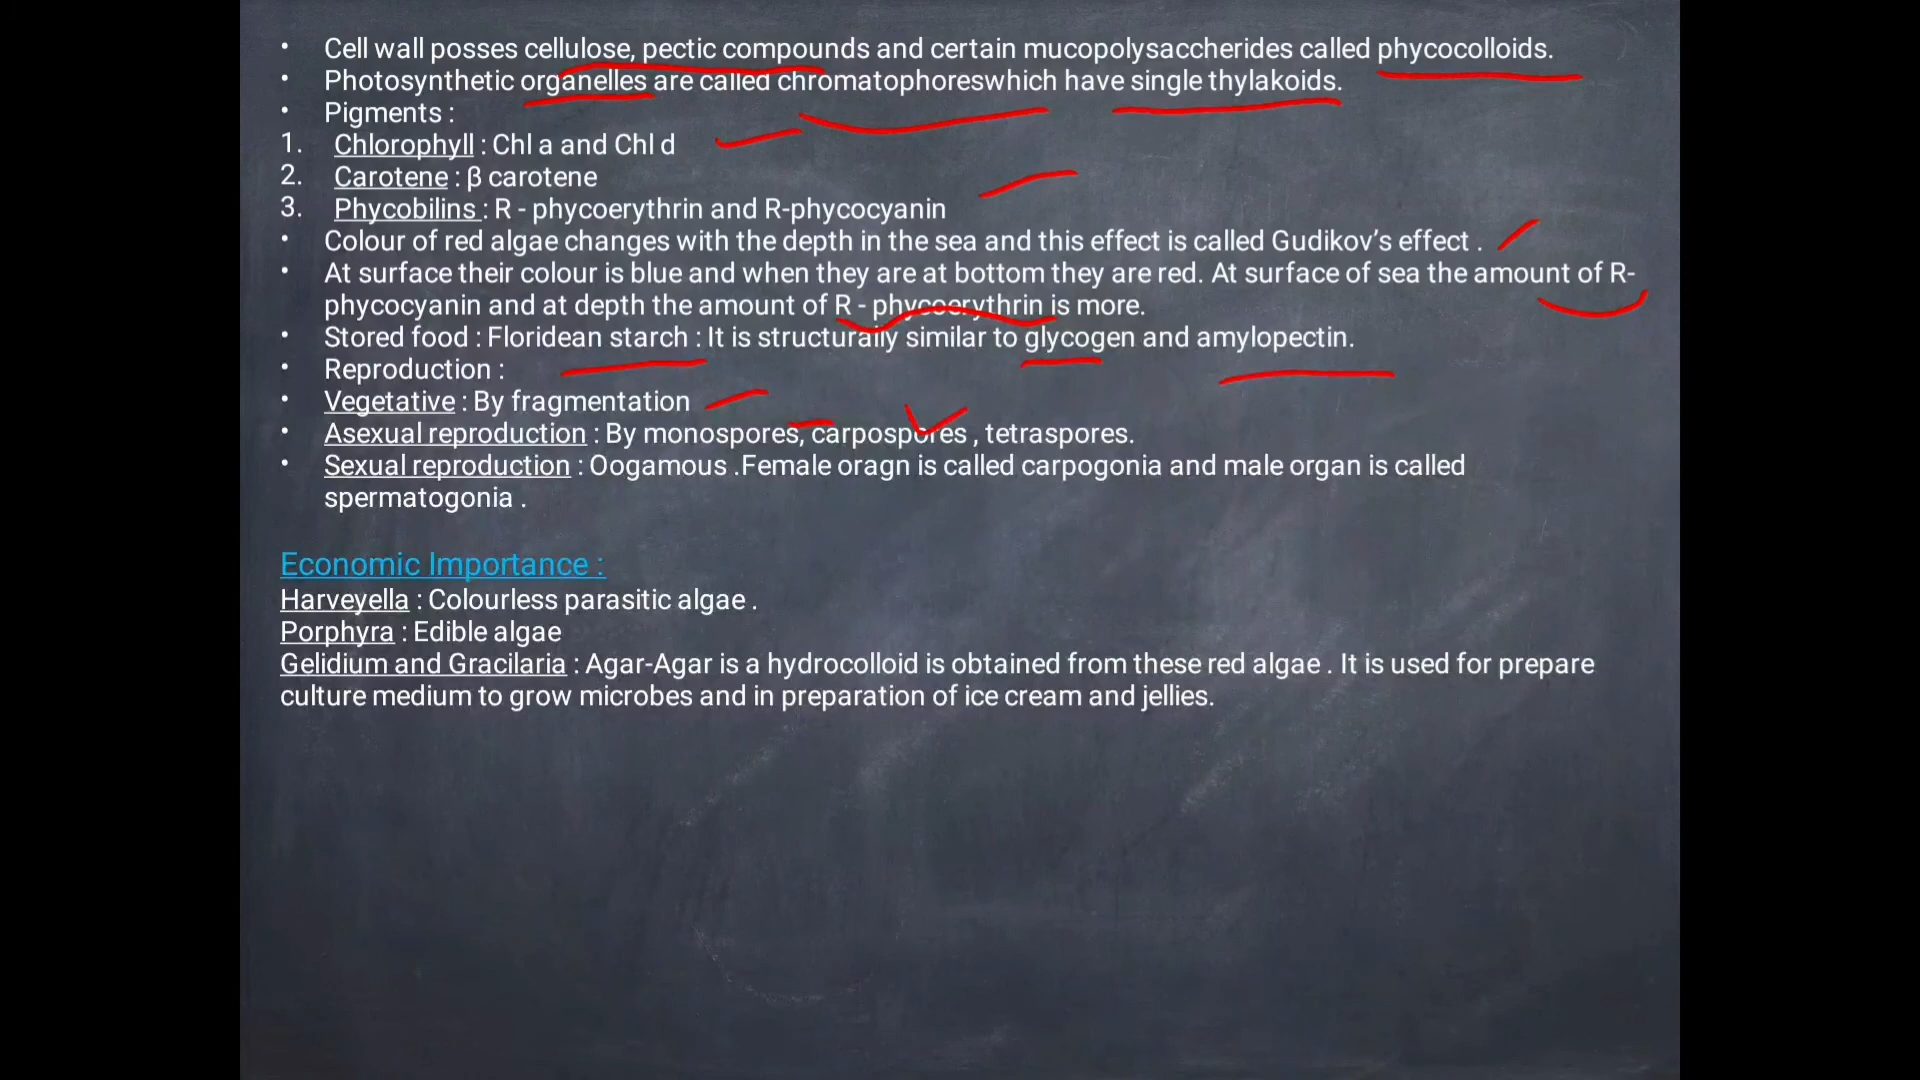 • Cell wall posses cellulose, pectic compounds and certain mucopolysaccherides called phycocolloids.
• Photosynthetic organelles are called chromatophoreswhich have single thylakoids.
• Pigments :
1. Chlorophyll : Chl a and Chl d
2. Carotene : β carotene
3. Phycobilins : R - phycoerythrin and R-phycocyanin
• Colour of red algae changes with the depth in the sea and this effect is called Gudikov’s effect .
• At surface their colour is blue and when they are at bottom they are red. At surface of sea the amount of R-
phycocyanin and at depth the amount of R - phycoerythrin is more.
• Stored food : Floridean starch : It is structurally similar to glycogen and amylopectin.
• Reproduction :
• Vegetative : By fragmentation
• Asexual reproduction : By monospores, carpospores , tetraspores.
• Sexual reproduction : Oogamous .Female oragn is called carpogonia and male organ is called
spermatogonia .
Economic Importance :
Harveyella : Colourless parasitic algae .
Porphyra : Edible algae
Gelidium and Gracilaria : Agar-Agar is a hydrocolloid is obtained from these red algae . It is used for prepare
culture medium to grow microbes and in preparation of ice cream and jellies.